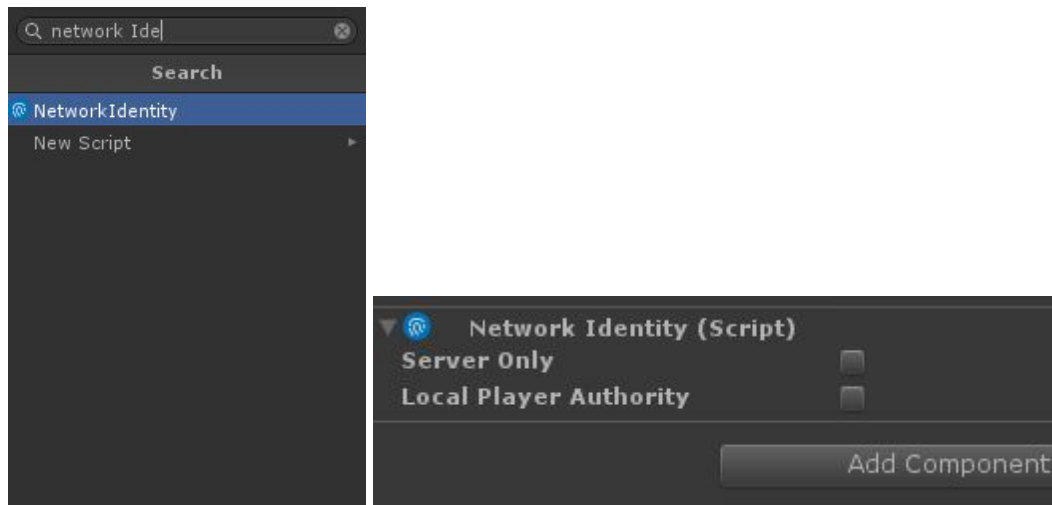 network Ide
Search
NetworkIdentity
New Script
Network Identity (Script)
Server Only
Local Player Authority
Add Component